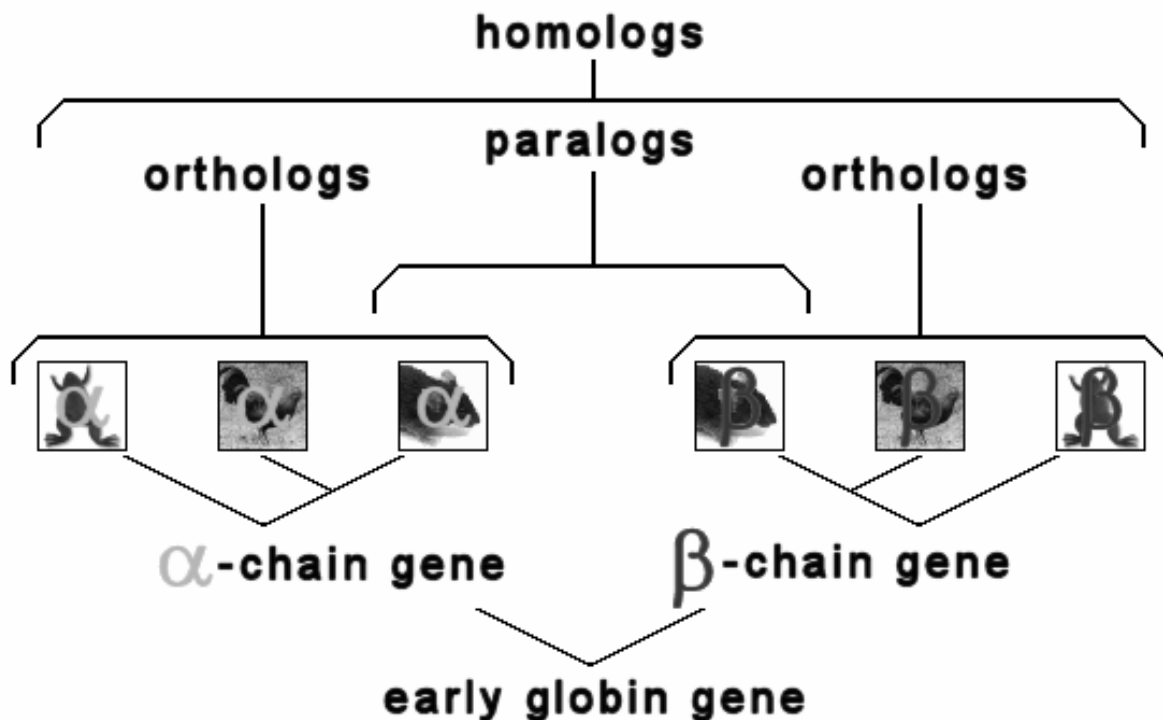 homologs
paralogs
orthologs orthologs
α α α β β β
α-chain gene β-chain gene
early globin gene